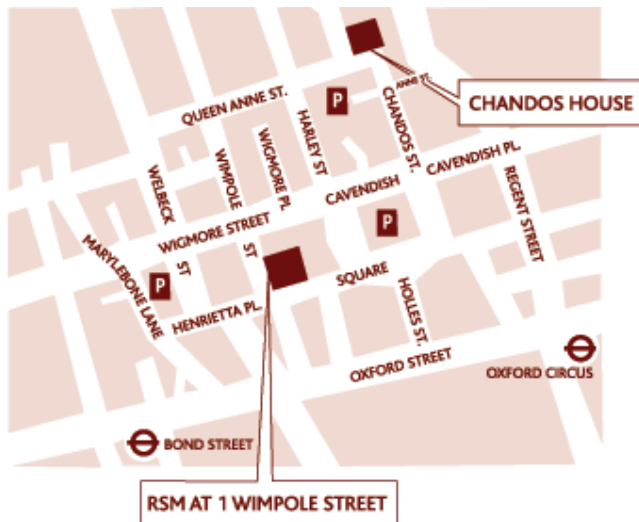 CHANDOS HOUSE
ANNE ST.
QUEEN ANNE ST.
P
HARLEY ST
CHANDOS ST.
WIGMORE PL
WIMPOLE
ST
WELBECK
ST
CAVENDISH PL
CAVENDISH
SQUARE
REGENT STREET
WIGMORE STREET
P
MARYLEBONE LANE
P
HENRIETTA PL.
HOLLES ST.
OXFORD STREET
OXFORD CIRCUS
BOND STREET
RSM AT 1 WIMPOLE STREET